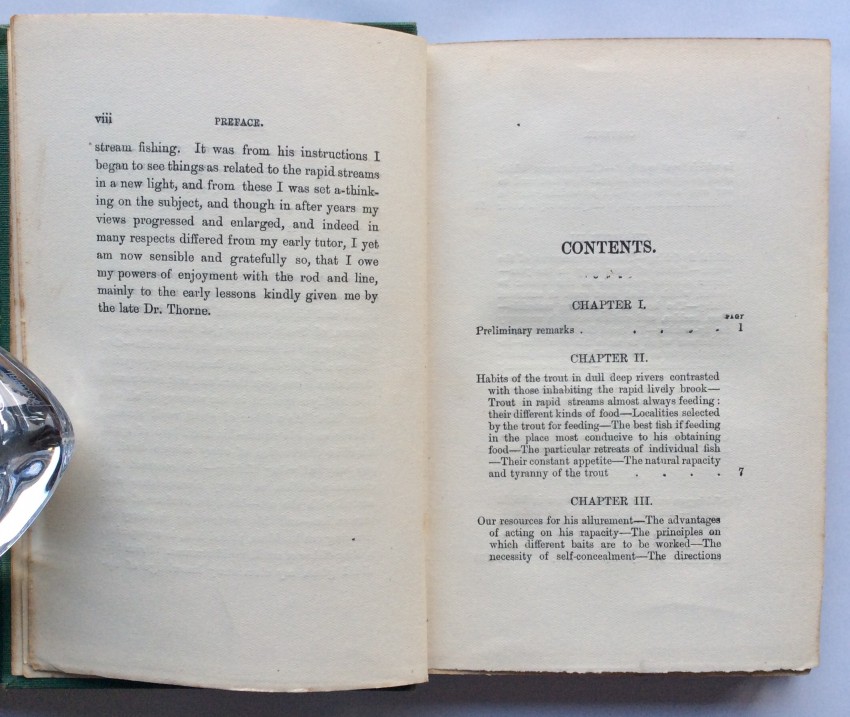 viii PREFACE.
stream fishing. It was from his instructions I
began to see things as related to the rapid streams
in a new light, and from these I was set a-think-
ing on the subject, and though in after years my
views progressed and enlarged, and indeed in
many respects differed from my early tutor, I yet
am now sensible and gratefully so, that I owe
my powers of enjoyment with the rod and line,
mainly to the early lessons kindly given me by
the late Dr. Thorne.
CONTENTS.
CHAPTER I.
PAGE
Preliminary remarks . . . . . 1
CHAPTER II.
Habits of the trout in dull deep rivers contrasted
with those inhabiting the rapid lively brook—
Trout in rapid streams almost always feeding:
their different kinds of food—Localities selected
by the trout for feeding—The best fish if feeding
in the place most conducive to his obtaining
food—The particular retreats of individual fish
—Their constant appetite—The natural rapacity
and tyranny of the trout . . . . 7
CHAPTER III.
Our resources for his allurement—The advantages
of acting on his rapacity—The principles on
which different baits are to be worked—The
necessity of self-concealment—The directions